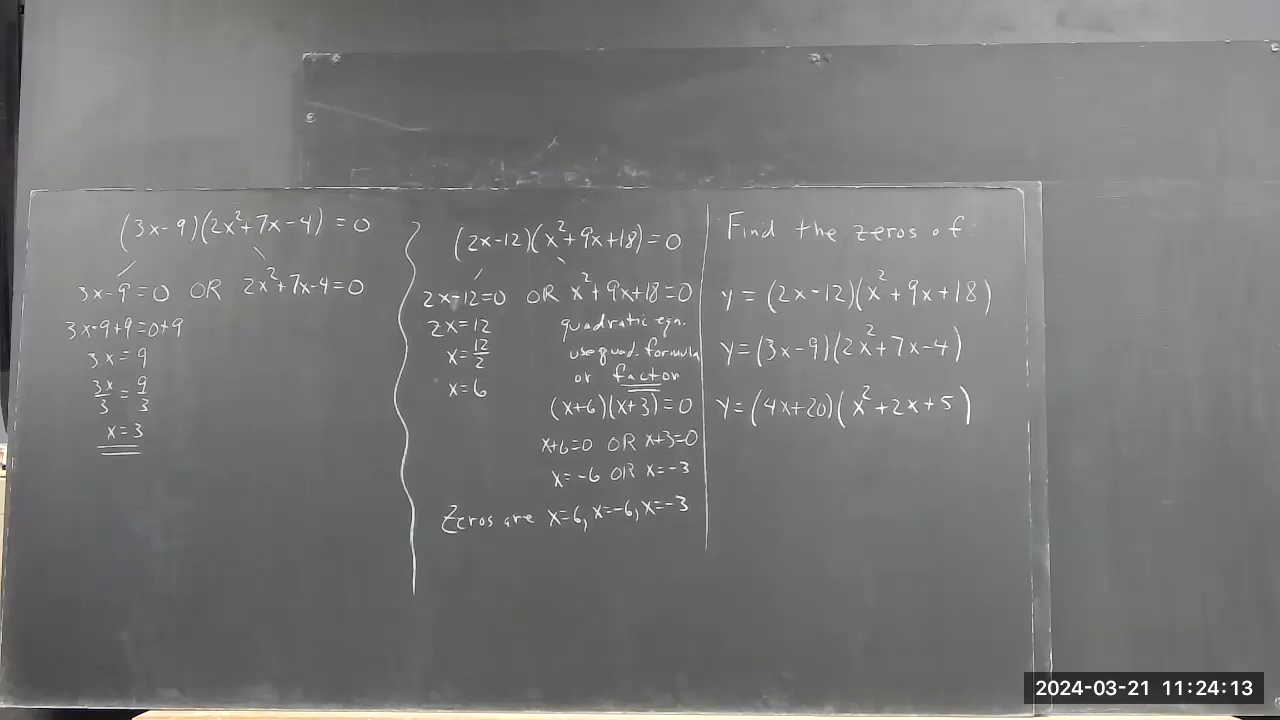 (3x-9)(2x²+7x-4) = 0
3x-9=0 OR 2x²+7x-4=0
3x-9+9=0+9
3x=9
3x/3 = 9/3
x=3
(2x-12)(x²+9x+18)=0
2x-12=0 OR x²+9x+18=0
2x=12
x=12/2
x=6
quadratic eqn.
use quad. formula
or factor
(x+6)(x+3)=0
x+6=0 OR x+3=0
x=-6 OR x=-3
Zeros are x=6, x=-6, x=-3
Find the zeros of:
y=(2x-12)(x²+9x+18)
y=(3x-9)(2x²+7x-4)
y=(4x+20)(x²+2x+5)
2024-03-21 11:24:13